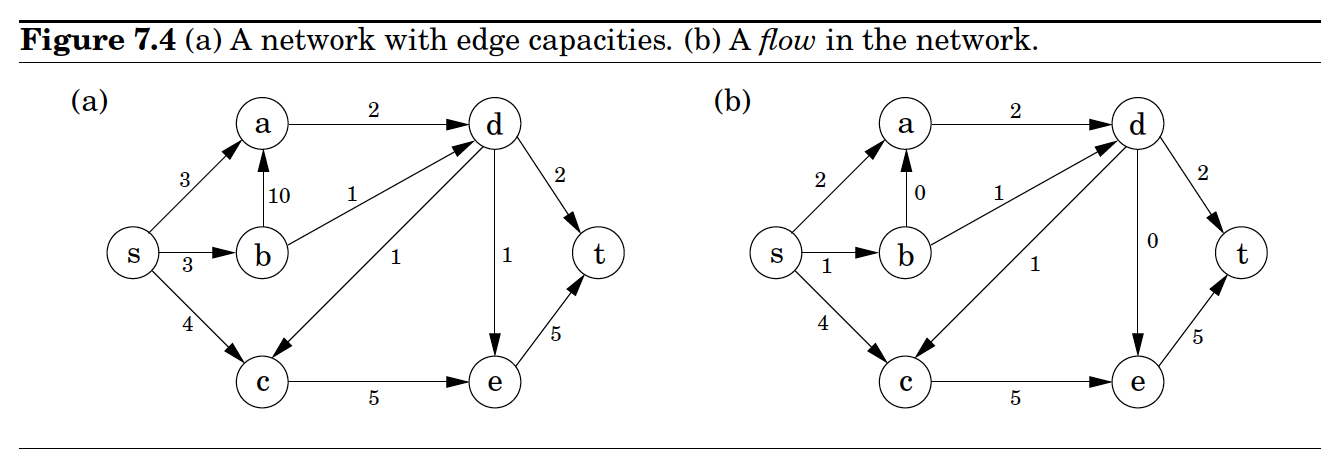 Figure 7.4 (a) A network with edge capacities. (b) A flow in the network.
(a)
a
2
d
3
10
1
2
s
3
b
1
1
t
4
5
c
5
e
(b)
a
2
d
2
0
1
2
s
1
b
1
0
t
4
5
c
5
e